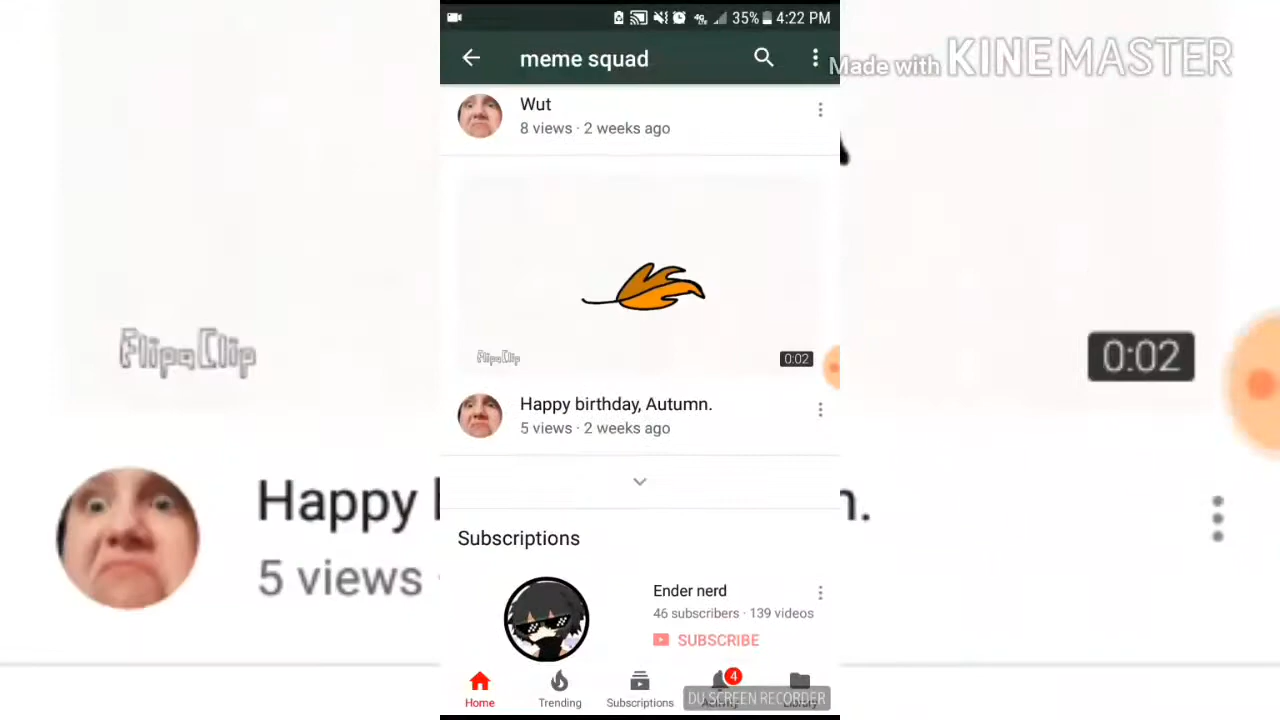 35% 4:22 PM
meme squad
Made with KINEMASTER
Wut
8 views · 2 weeks ago
FlipaClip
0:02
FlipaClip
0:02
Happy birthday, Autumn.
5 views · 2 weeks ago
Happy
n.
5 views
Subscriptions
Ender nerd
46 subscribers · 139 videos
SUBSCRIBE
4
Home
Trending
Subscriptions
DU SCREEN RECORDER